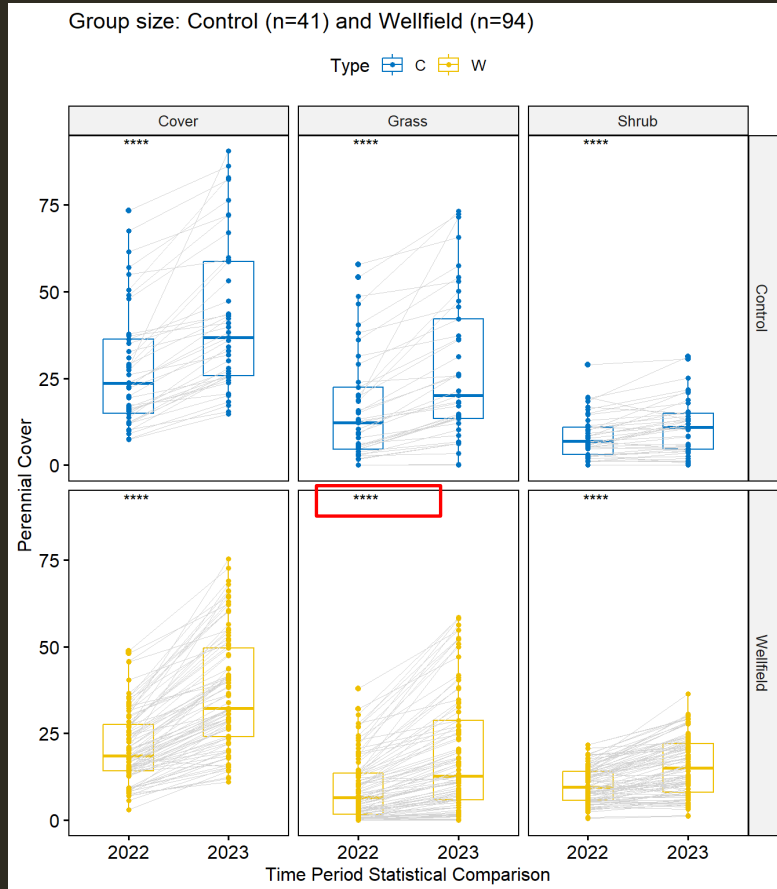 Group size: Control (n=41) and Wellfield (n=94)
Type C W
Cover Grass Shrub
**** **** ****
75
50
25
0
Control
Perennial Cover
**** **** ****
75
50
25
0
Wellfield
2022 2023 2022 2023 2022 2023
Time Period Statistical Comparison